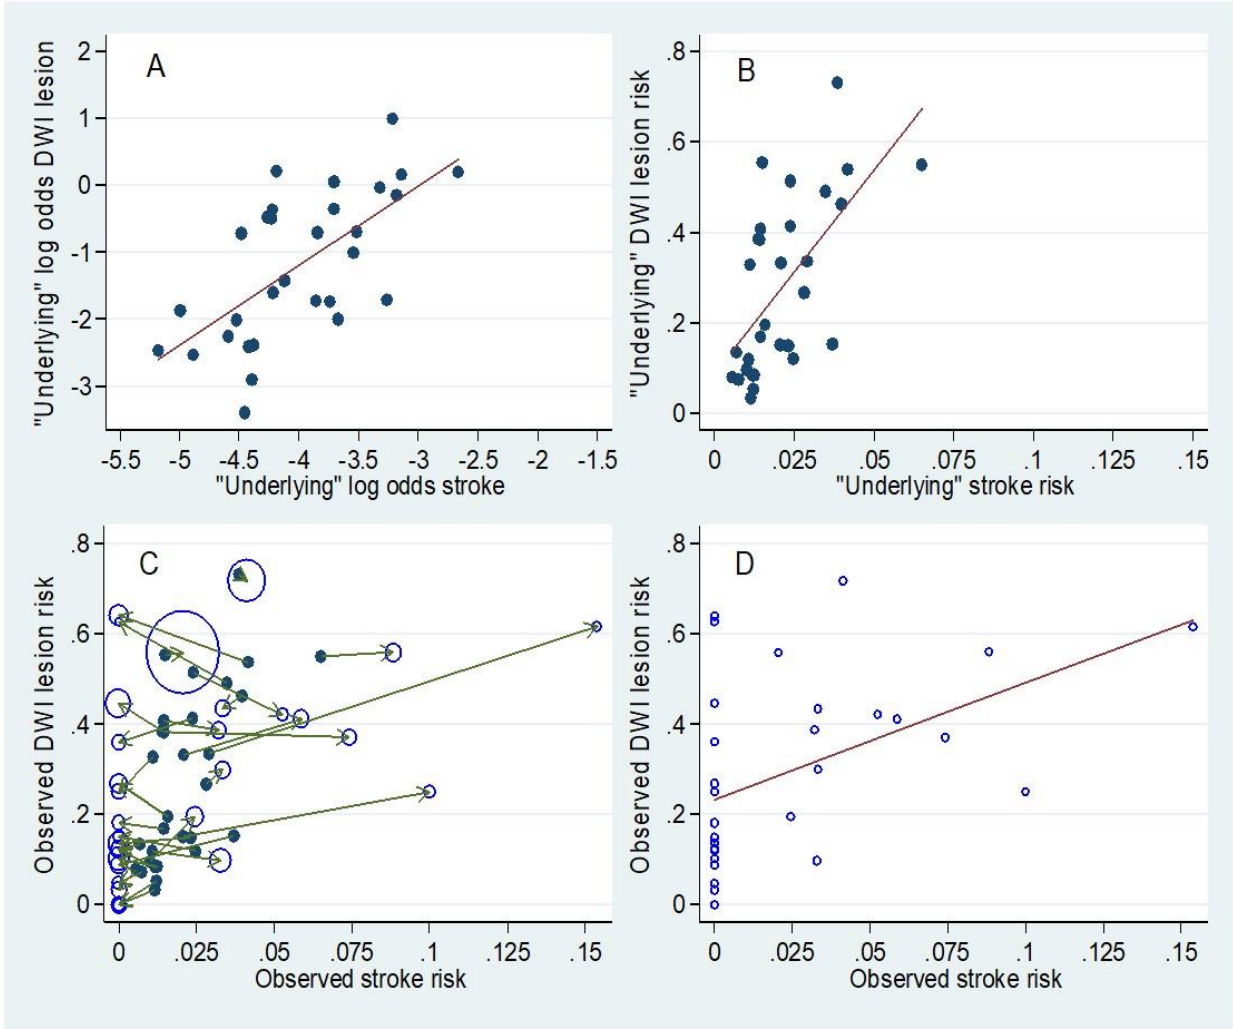 A
"Underlying" log odds DWI lesion
2
1
0
-1
-2
-3
-5.5 -5 -4.5 -4 -3.5 -3 -2.5 -2 -1.5
"Underlying" log odds stroke
B
"Underlying" DWI lesion risk
.8
.6
.4
.2
0
0 .025 .05 .075 .1 .125 .15
"Underlying" stroke risk
C
Observed DWI lesion risk
.8
.6
.4
.2
0
0 .025 .05 .075 .1 .125 .15
Observed stroke risk
D
Observed DWI lesion risk
.8
.6
.4
.2
0
0 .025 .05 .075 .1 .125 .15
Observed stroke risk